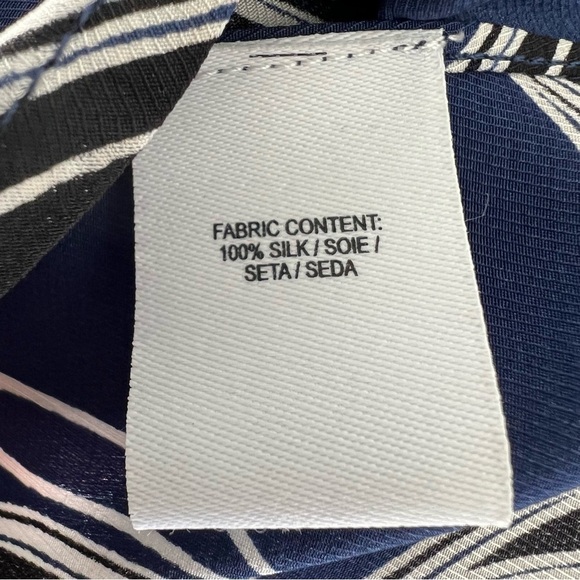 FABRIC CONTENT:
100% SILK / SOIE /
SETA / SEDA